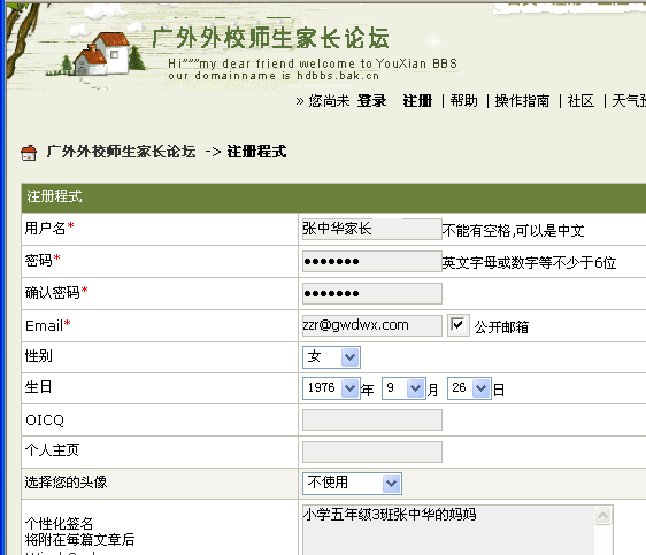 广外外校师生家长论坛
Hi"""my dear friend welcome to YouXian BBS
our domainname is hdbbs.bak.cn
» 您尚未 登录 注册 | 帮助 | 操作指南 | 社区 | 天气预
广外外校师生家长论坛 -> 注册程式
注册程式
用户名* 张中华家长 不能有空格,可以是中文
密码* ••••••• 英文字母或数字等不少于6位
确认密码* •••••••
Email* zzr@gwdwx.com 公开邮箱
性别 女
生日 1976 年 9 月 26 日
OICQ
个人主页
选择您的头像 不使用
个性化签名 小学五年级3班张中华的妈妈
将附在每篇文章后